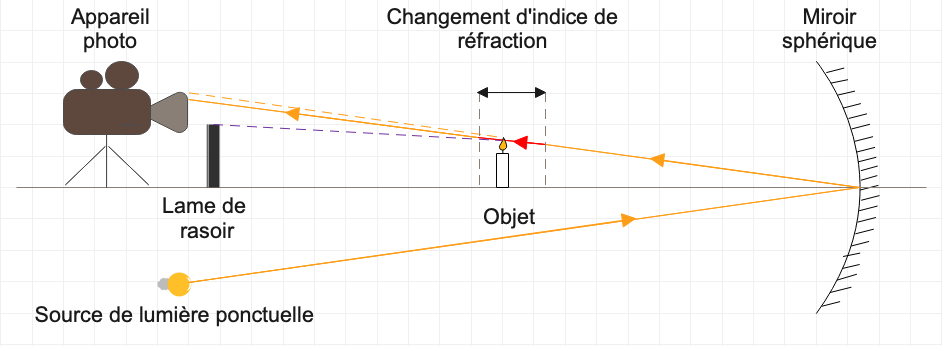 Appareil
photo
Changement d'indice de
réfraction
Miroir
sphérique
Lame de
rasoir
Objet
Source de lumière ponctuelle